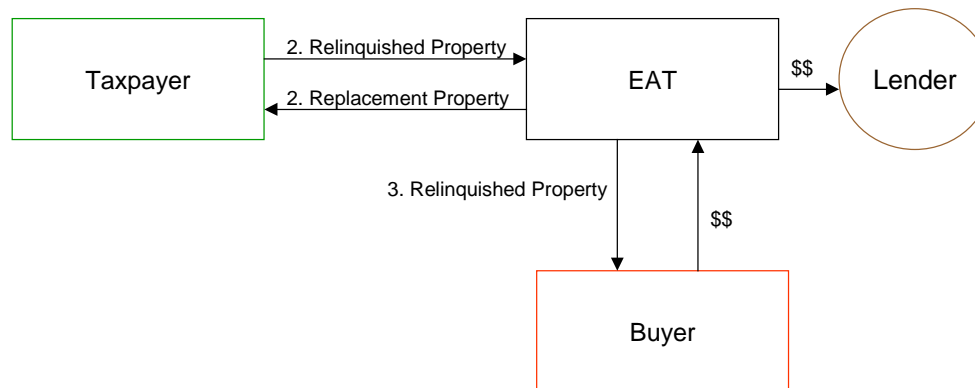 2. Relinquished Property
Taxpayer
EAT
$$
Lender
2. Replacement Property
3. Relinquished Property
$$
Buyer